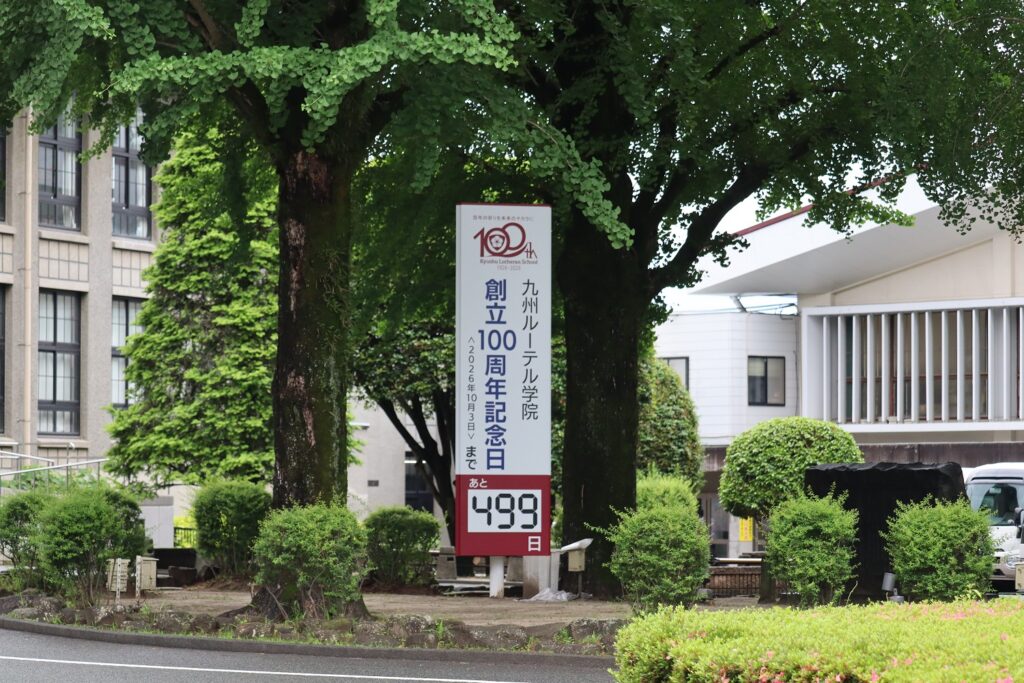 100th
Kyushu Lutheran School
1926-2026
九州ルーテル学院
創立100周年記念日
<2026年10月3日>まで
あと
499
日